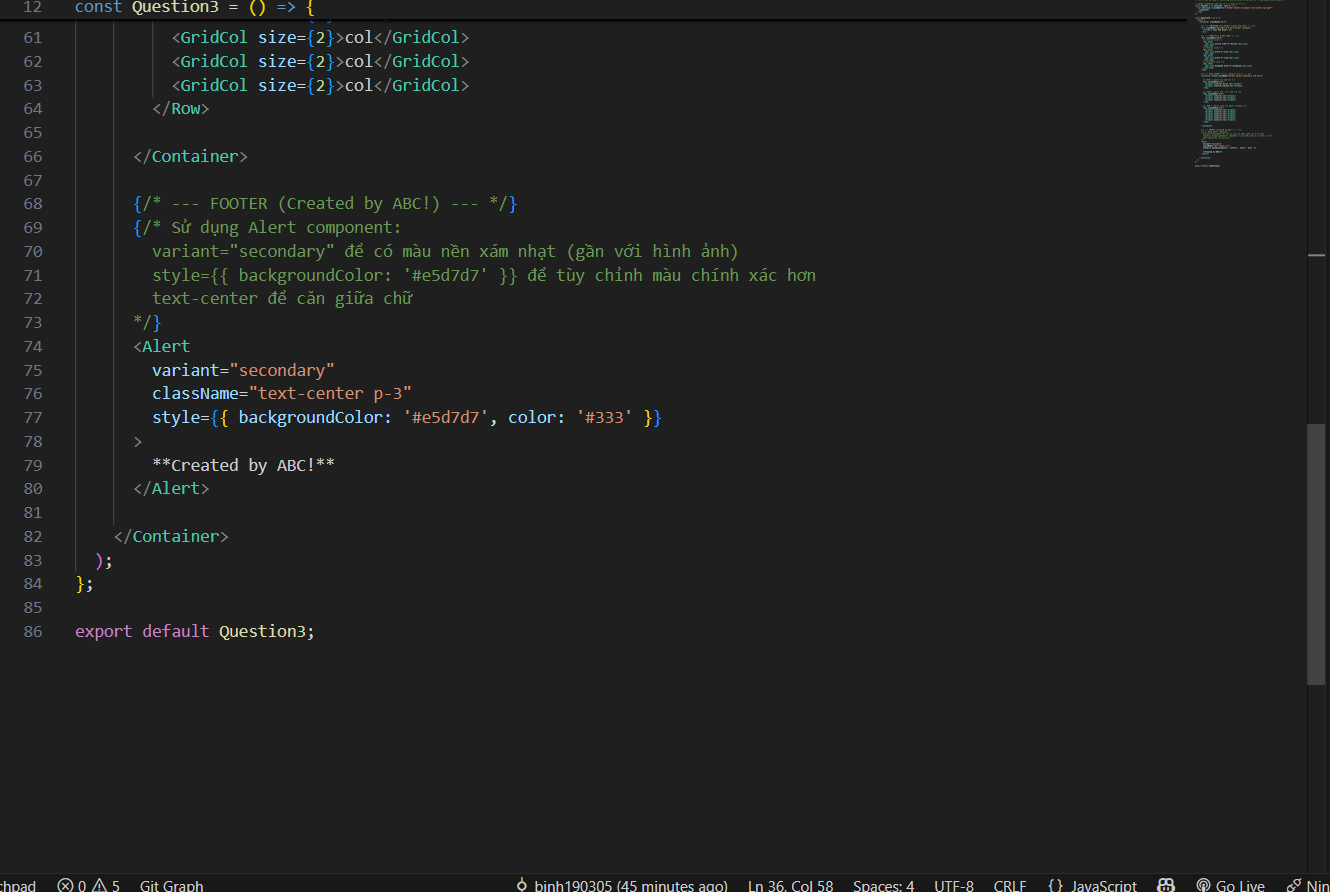 12 const Question3 = () => {
61 <GridCol size={2}>col</GridCol>
62 <GridCol size={2}>col</GridCol>
63 <GridCol size={2}>col</GridCol>
64 </Row>
65
66 </Container>
67
68 {/* --- FOOTER (Created by ABC!) --- */}
69 {/* Sử dụng Alert component:
70 variant="secondary" để có màu nền xám nhạt (gần với hình ảnh)
71 style={{ backgroundColor: '#e5d7d7' }} để tùy chỉnh màu chính xác hơn
72 text-center để căn giữa chữ
73 */}
74 <Alert
75 variant="secondary"
76 className="text-center p-3"
77 style={{ backgroundColor: '#e5d7d7', color: '#333' }}
78 >
79 **Created by ABC!**
80 </Alert>
81
82 </Container>
83 );
84 };
85
86 export default Question3;
chpad 0 5 Git Graph binh190305 (45 minutes ago) Ln 36, Col 58 Spaces: 4 UTF-8 CRLF {} JavaScript Go Live Nin